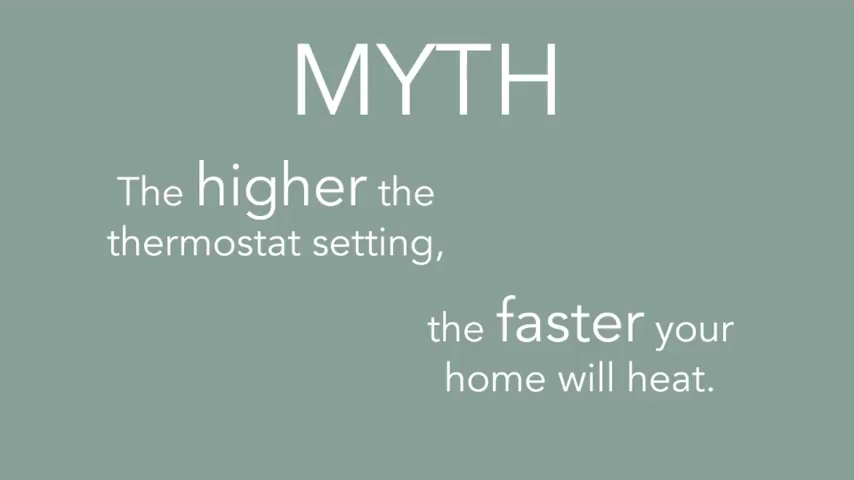 MYTH
The higher the
thermostat setting,
the faster your
home will heat.